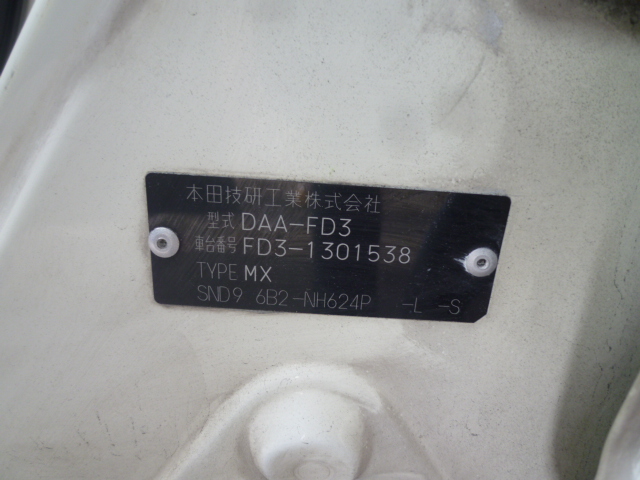 本田技研工業株式会社
型式 DAA-FD3
車台番号 FD3-1301538
TYPE MX
SND9 6B2-NH624P -L -S